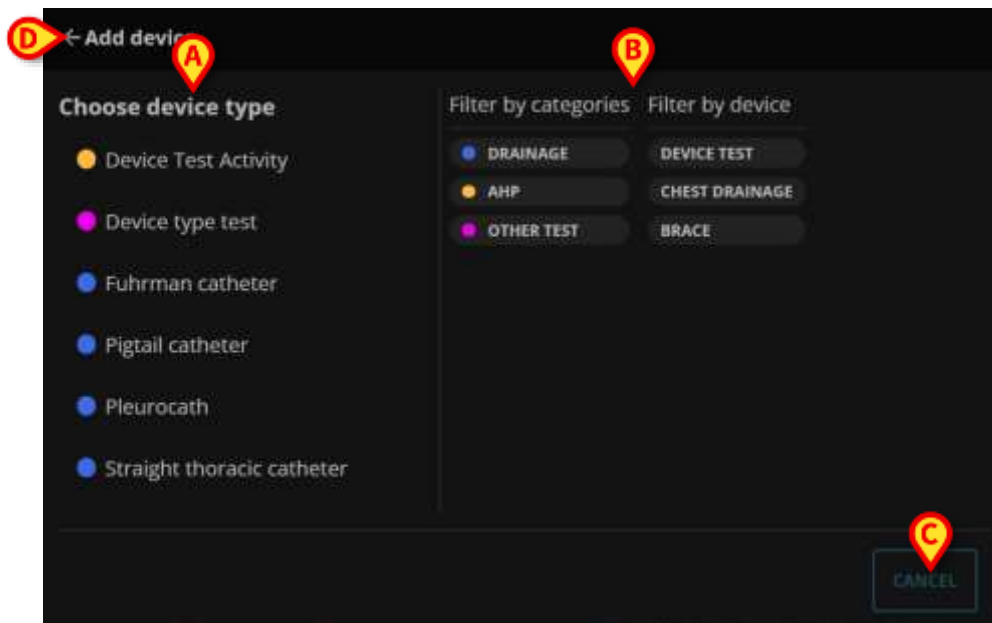 D
← Add device
A
B
Choose device type
Filter by categories Filter by device
Device Test Activity
DRAINAGE
DEVICE TEST
AHP
CHEST DRAINAGE
Device type test
OTHER TEST
BRACE
Fuhrman catheter
Pigtail catheter
Pleurocath
Straight thoracic catheter
C
CANCEL